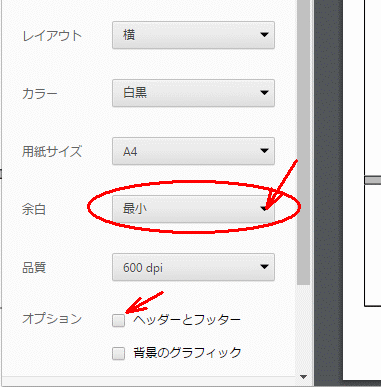 レイアウト 横
カラー 白黒
用紙サイズ A4
余白 最小
品質 600 dpi
オプション ヘッダーとフッター
背景のグラフィック